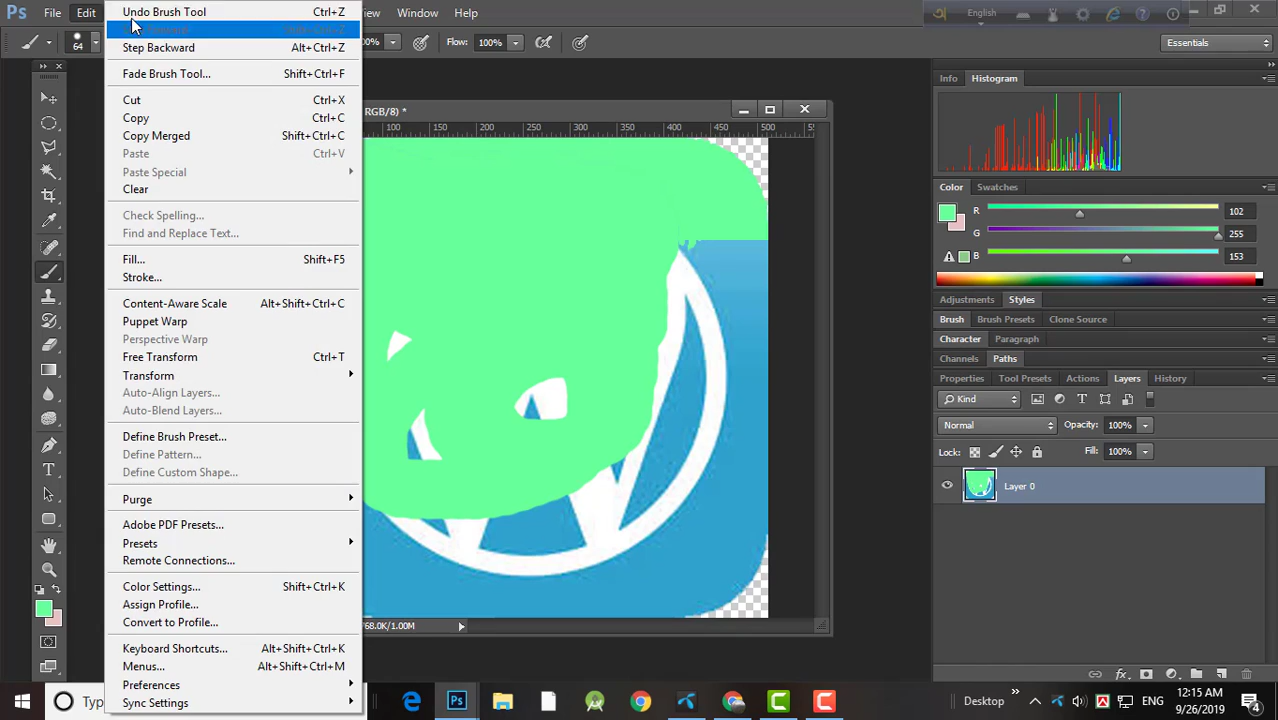 Ps File Edit View Window Help
English
64 Flow: 100% Essentials
Undo Brush Tool Ctrl+Z
Step Backward Alt+Ctrl+Z
Fade Brush Tool... Shift+Ctrl+F
Cut Ctrl+X
Copy Ctrl+C
Copy Merged Shift+Ctrl+C
Paste Ctrl+V
Paste Special
Clear
Check Spelling...
Find and Replace Text...
Fill... Shift+F5
Stroke...
Content-Aware Scale Alt+Shift+Ctrl+C
Puppet Warp
Perspective Warp
Free Transform Ctrl+T
Transform
Auto-Align Layers...
Auto-Blend Layers...
Define Brush Preset...
Define Pattern...
Define Custom Shape...
Purge
Adobe PDF Presets...
Presets
Remote Connections...
Color Settings... Shift+Ctrl+K
Assign Profile...
Convert to Profile...
Keyboard Shortcuts... Alt+Shift+Ctrl+K
Menus... Alt+Shift+Ctrl+M
Preferences
Sync Settings
RGB/8) *
100 150 200 250 300 350 400 450 500
68.0K/1.00M
Info Histogram
Color Swatches
R 102
G 255
B 153
Adjustments Styles
Brush Brush Presets Clone Source
Character Paragraph
Channels Paths
Properties Tool Presets Actions Layers History
Kind
Normal Opacity: 100%
Lock: Fill: 100%
Layer 0
Typ
Desktop ENG 12:15 AM
9/26/2019 4